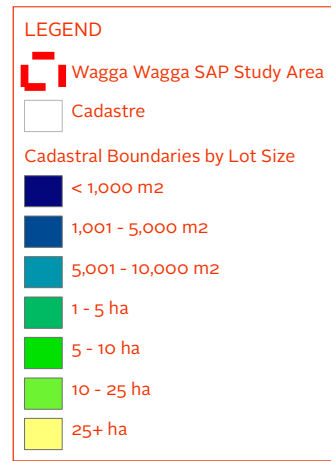 LEGEND
Wagga Wagga SAP Study Area
Cadastre
Cadastral Boundaries by Lot Size
< 1,000 m2
1,001 - 5,000 m2
5,001 - 10,000 m2
1 - 5 ha
5 - 10 ha
10 - 25 ha
25+ ha